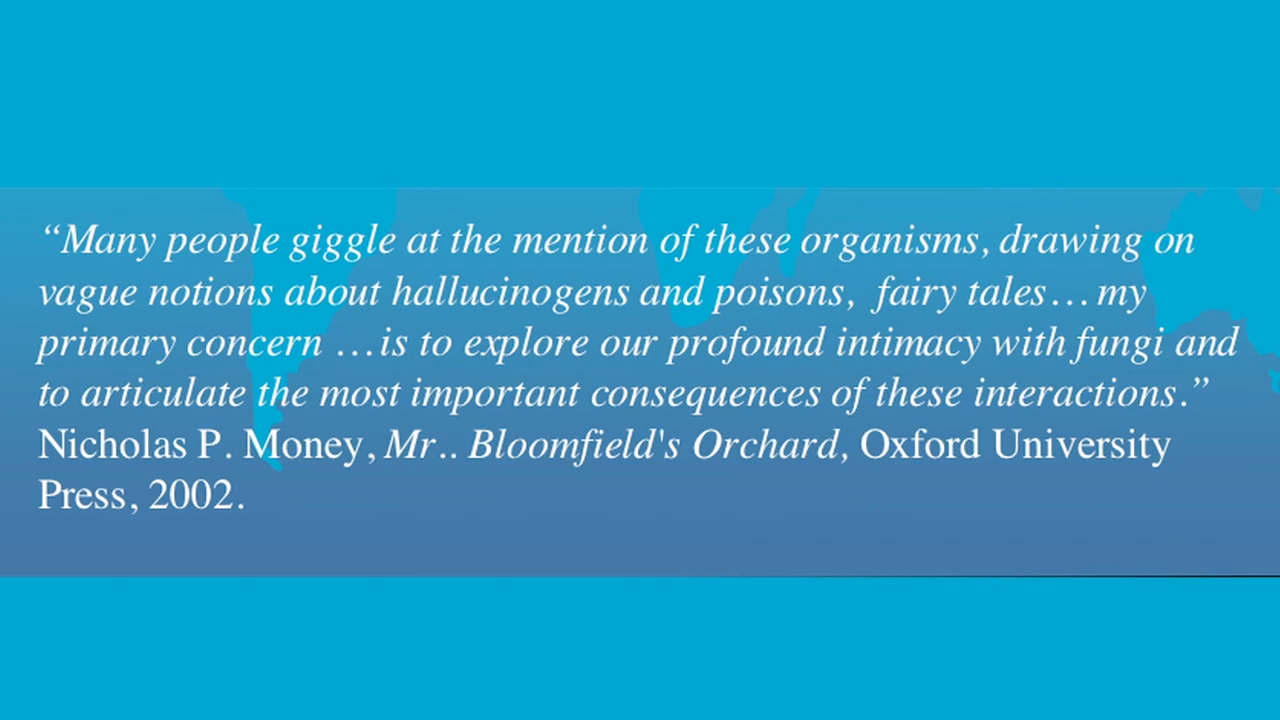 “Many people giggle at the mention of these organisms, drawing on
vague notions about hallucinogens and poisons,  fairy tales…my
primary concern …is to explore our profound intimacy with fungi and
to articulate the most important consequences of these interactions.”
Nicholas P. Money, Mr.. Bloomfield's Orchard, Oxford University
Press, 2002.